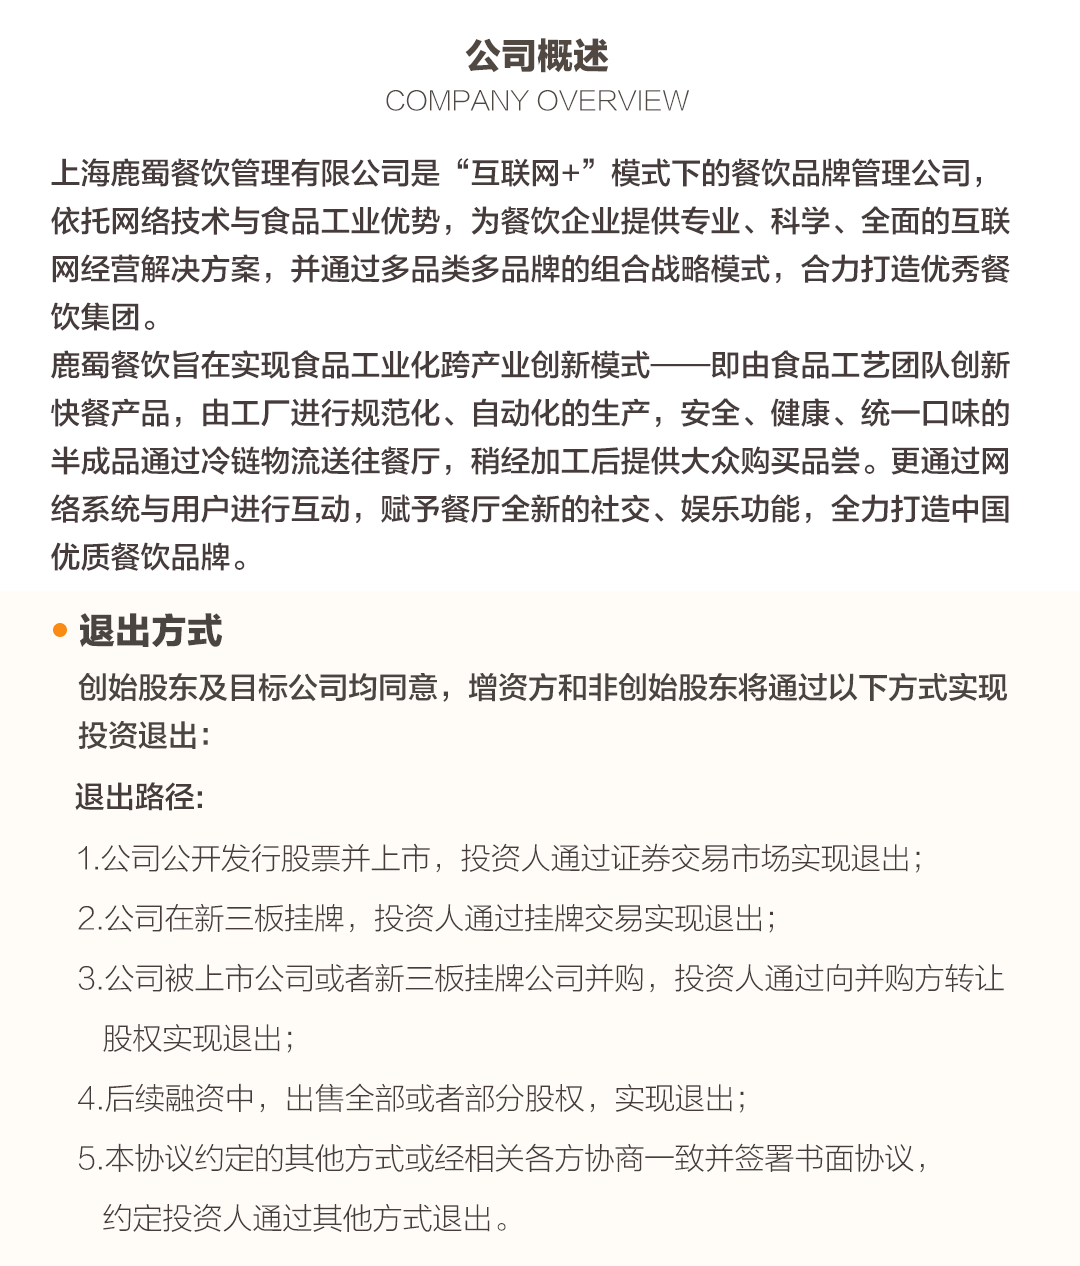 公司概述
COMPANY OVERVIEW
上海鹿蜀餐饮管理有限公司是“互联网+”模式下的餐饮品牌管理公司，
依托网络技术与食品工业优势，为餐饮企业提供专业、科学、全面的互联
网经营解决方案，并通过多品类多品牌的组合战略模式，合力打造优秀餐
饮集团。
鹿蜀餐饮旨在实现食品工业化跨产业创新模式——即由食品工艺团队创新
快餐产品，由工厂进行规范化、自动化的生产，安全、健康、统一口味的
半成品通过冷链物流送往餐厅，稍经加工后提供大众购买品尝。更通过网
络系统与用户进行互动，赋予餐厅全新的社交、娱乐功能，全力打造中国
优质餐饮品牌。
退出方式
创始股东及目标公司均同意，增资方和非创始股东将通过以下方式实现
投资退出：
退出路径：
1.公司公开发行股票并上市，投资人通过证券交易市场实现退出；
2.公司在新三板挂牌，投资人通过挂牌交易实现退出；
3.公司被上市公司或者新三板挂牌公司并购，投资人通过向并购方转让
股权实现退出；
4.后续融资中，出售全部或者部分股权，实现退出；
5.本协议约定的其他方式或经相关各方协商一致并签署书面协议，
约定投资人通过其他方式退出。